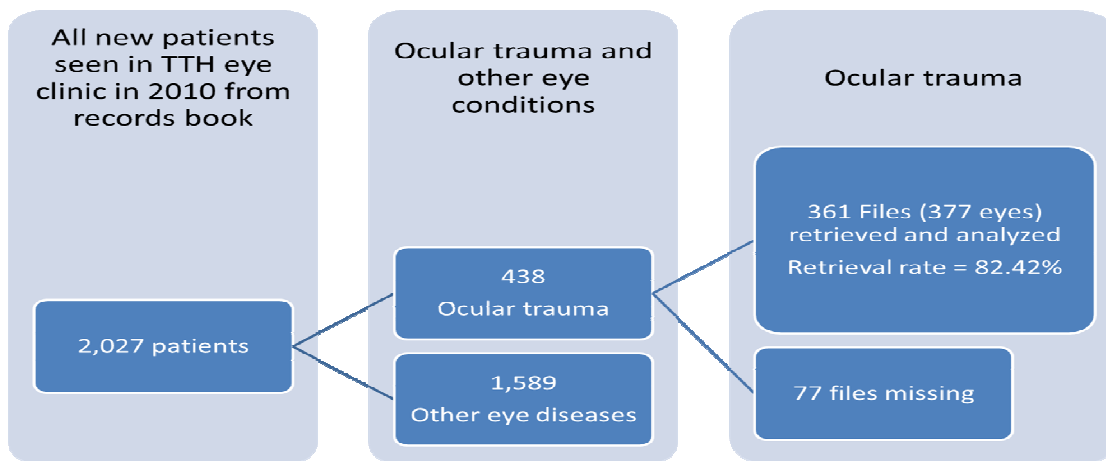 All new patients
seen in TTH eye
clinic in 2010 from
records book
2,027 patients
Ocular trauma and
other eye
conditions
438
Ocular trauma
1,589
Other eye diseases
Ocular trauma
361 Files (377 eyes)
retrieved and analyzed
Retrieval rate = 82.42%
77 files missing